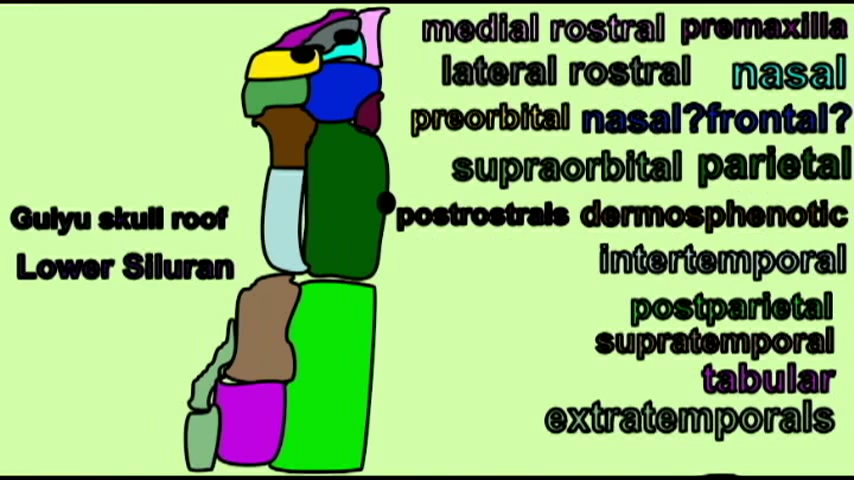 medial rostral premaxilla
lateral rostral nasal
preorbital nasal?frontal?
supraorbital parietal
postrostrals dermosphenotic
Guiyu skull roof
intertemporal
Lower Siluran
postparietal
supratemporal
tabular
extratemporals